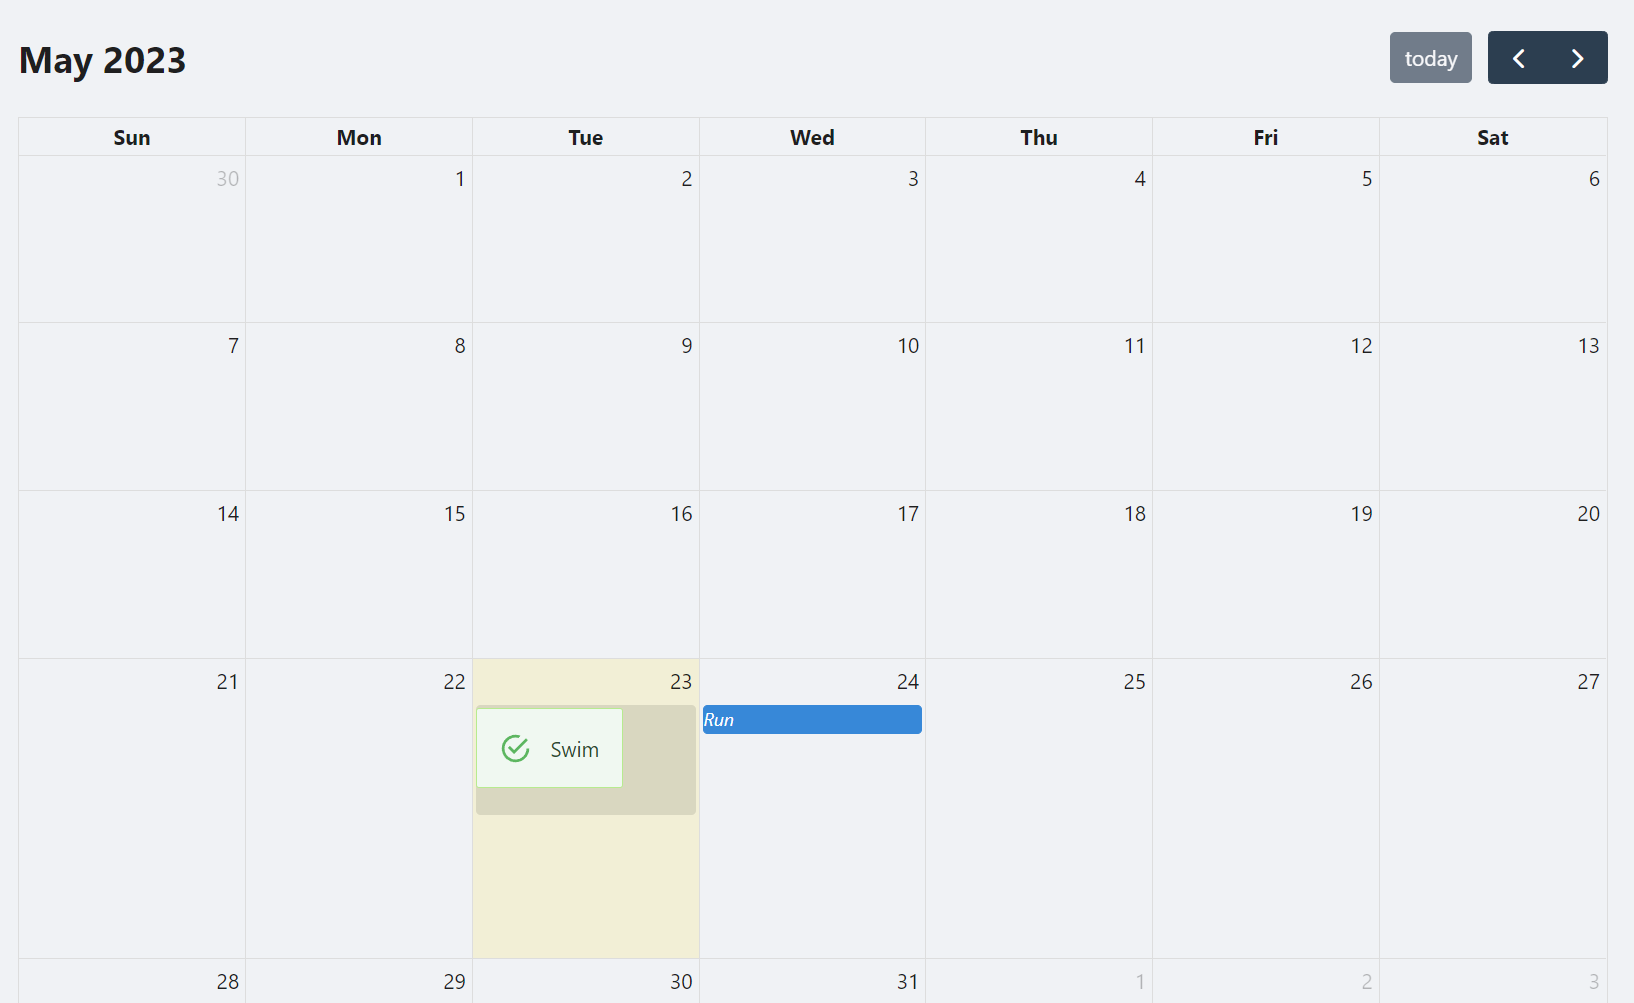 May 2023
today
Sun Mon Tue Wed Thu Fri Sat
30 1 2 3 4 5 6
7 8 9 10 11 12 13
14 15 16 17 18 19 20
21 22 23 24 25 26 27
Swim
Run
28 29 30 31 1 2 3